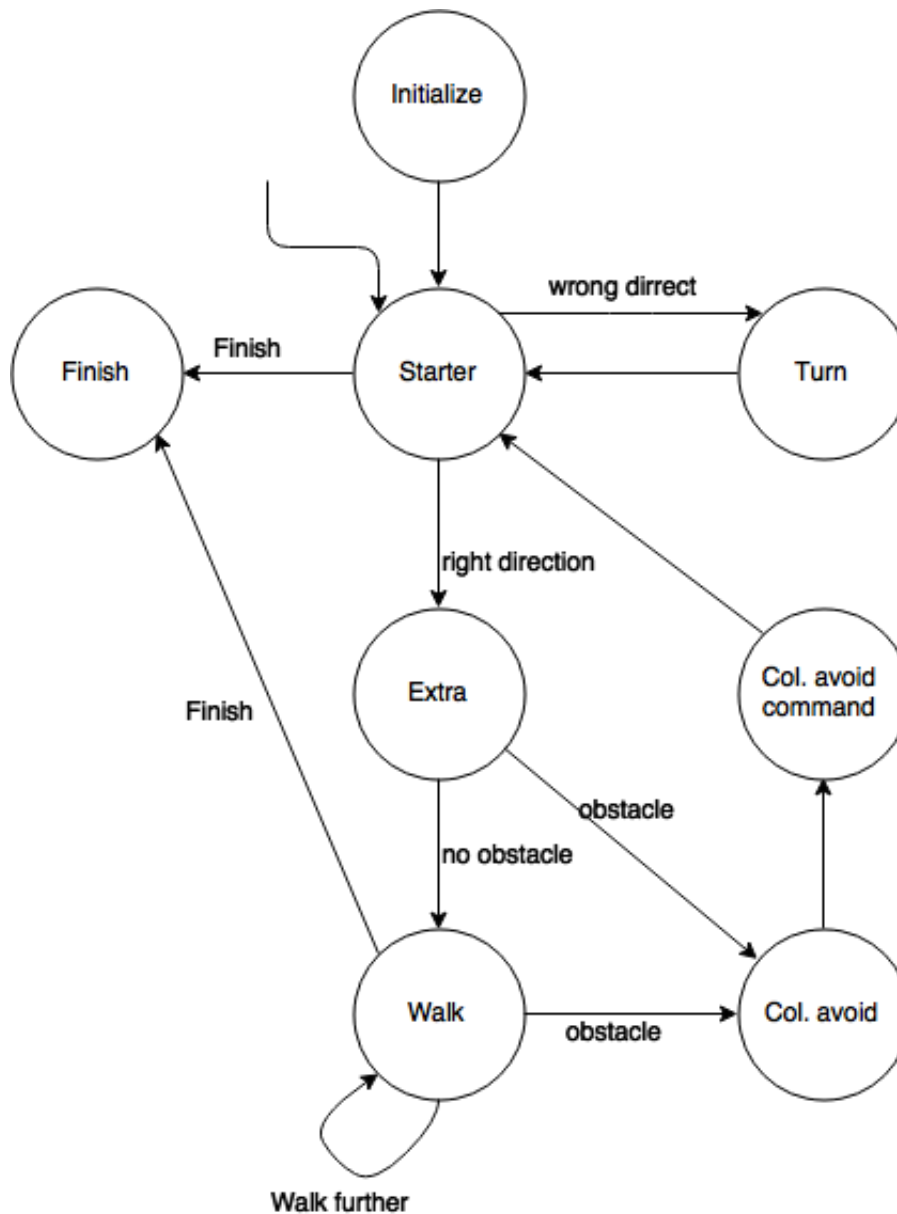 Initialize
wrong dirrect
Finish
Finish
Starter
Turn
right direction
Extra
Col. avoid
command
Finish
obstacle
no obstacle
Walk
Col. avoid
obstacle
Walk further